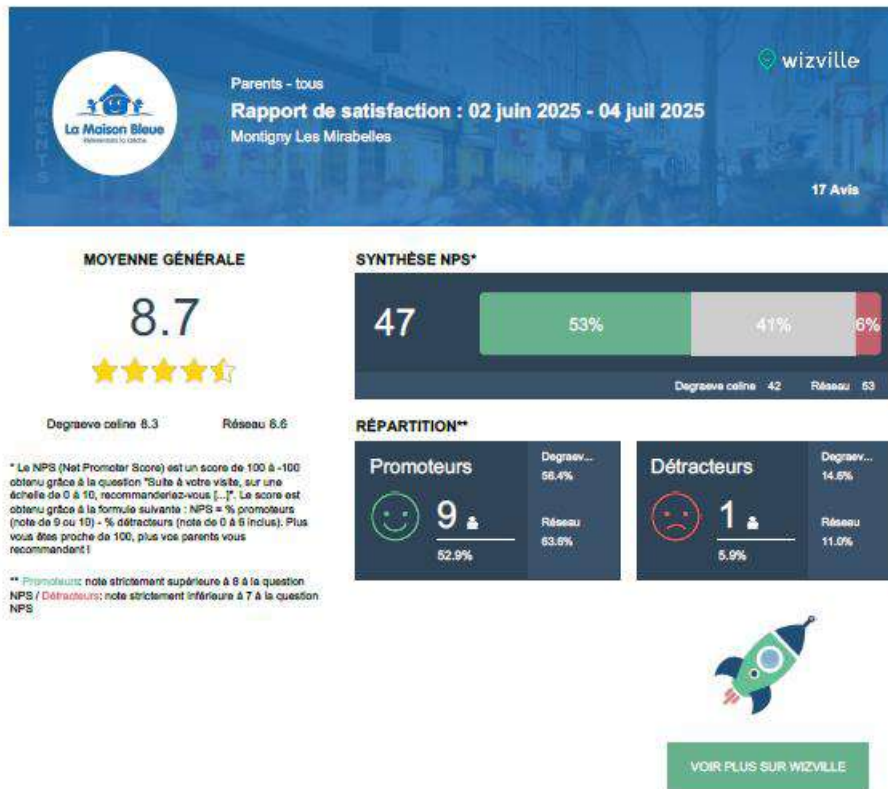 wizville
La Maison Bleue
Parents - tous
Rapport de satisfaction : 02 juin 2025 - 04 juil 2025
Montigny Les Mirabelles
17 Avis
MOYENNE GÉNÉRALE
8.7
Degraeve celine 8.3 Réseau 8.6
* Le NPS (Net Promoter Score) est un score de 100 à -100
obtenu grâce à la question "Suite à votre visite, sur une
échelle de 0 à 10, recommanderiez-vous [...]". Le score est
obtenu grâce à la formule suivante : NPS = % promoteurs
(note de 9 ou 10) - % détracteurs (note de 0 à 6 inclus). Plus
vous êtes proche de 100, plus vos parents vous
recommandent !
** Promoteurs: note strictement supérieure à 8 à la question
NPS / Détracteurs: note strictement inférieure à 7 à la question
NPS
SYNTHÈSE NPS*
47 53% 41% 6%
Degraeve celine 42 Réseau 53
RÉPARTITION**
Promoteurs
9
52.9%
Degraev...
56.4%
Réseau
63.6%
Détracteurs
1
5.9%
Degraev...
14.6%
Réseau
11.0%
VOIR PLUS SUR WIZVILLE